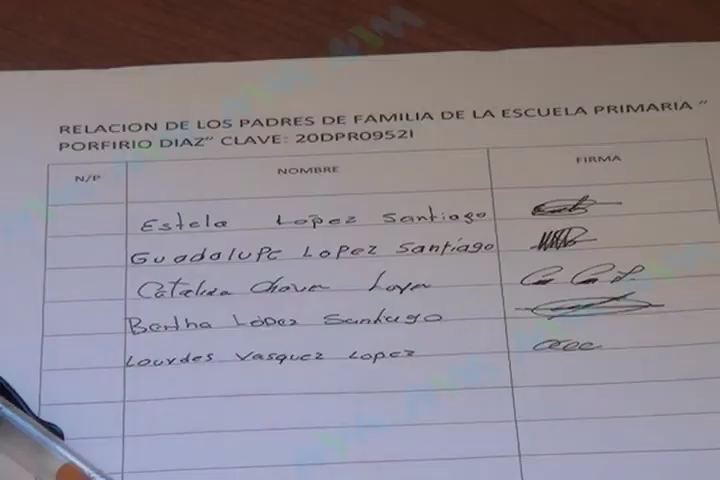 RELACION DE LOS PADRES DE FAMILIA DE LA ESCUELA PRIMARIA "
PORFIRIO DIAZ" CLAVE: 20DPR0952I
N/P NOMBRE FIRMA
Estela Lopez Santiago
Guadalupe Lopez Santiago
Catalina
Bertha López Santiago
Lourdes Vasquez Lopez